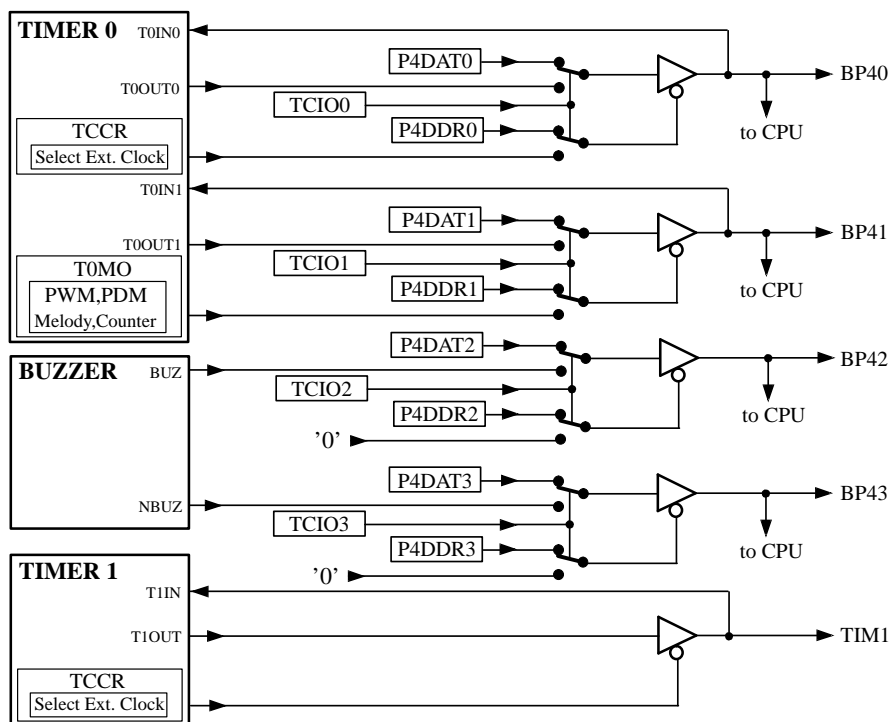 TIMER 0
T0IN0
P4DAT0
BP40
T0OUT0
TCIO0
to CPU
TCCR
Select Ext. Clock
P4DDR0
T0IN1
P4DAT1
BP41
T0OUT1
TCIO1
to CPU
T0MO
PWM,PDM
Melody,Counter
P4DDR1
BUZZER
BUZ
P4DAT2
BP42
TCIO2
to CPU
P4DDR2
'0'
P4DAT3
BP43
NBUZ
TCIO3
to CPU
P4DDR3
'0'
TIMER 1
T1IN
T1OUT
TIM1
TCCR
Select Ext. Clock